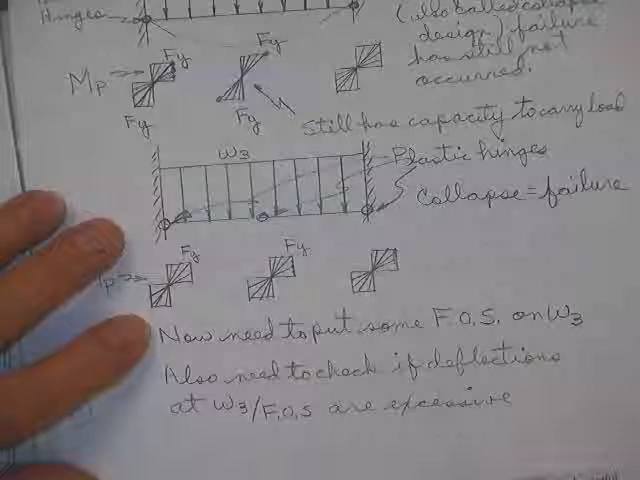 Hinges
(also called collapse
design) failure
has still not
occurred.
Mp Fy Fy
Fy Fy
Still has capacity to carry load
w3
Plastic hinges
Collapse = failure
Fy Fy
p
Now need to put some F.O.S. on w3
Also need to check if deflections
at w3/F.O.S are excessive